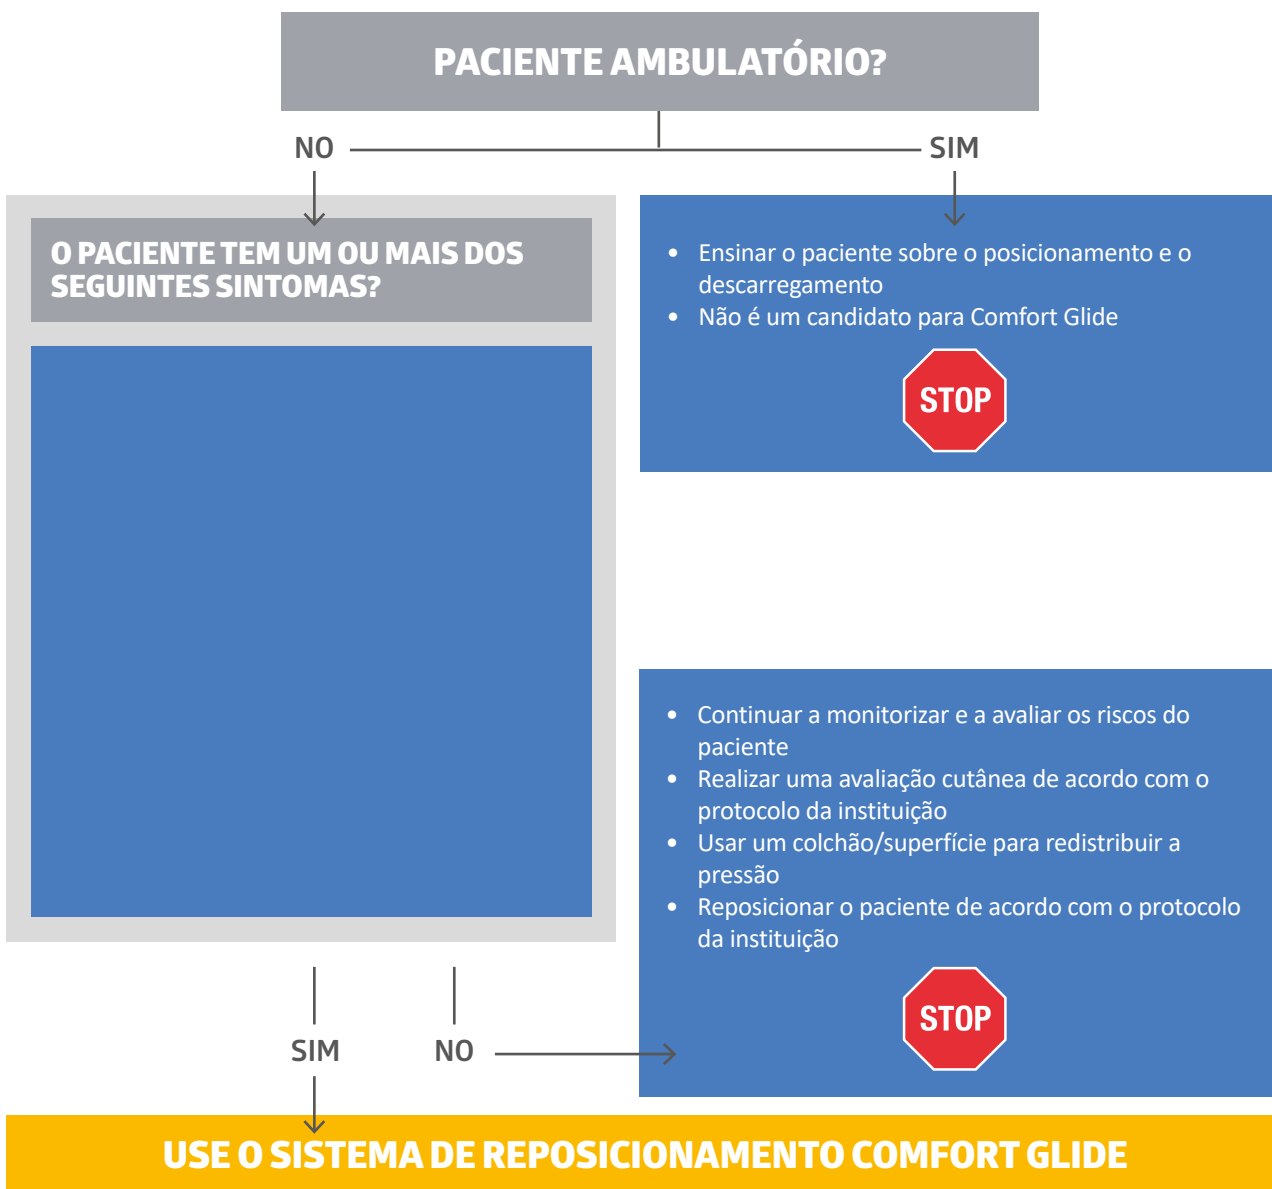 PACIENTE AMBULATÓRIO?
NO
SIM
O PACIENTE TEM UM OU MAIS DOS
SEGUINTES SINTOMAS?
• Ensinar o paciente sobre o posicionamento e o
descarregamento
• Não é um candidato para Comfort Glide
STOP
• Continuar a monitorizar e a avaliar os riscos do
paciente
• Realizar uma avaliação cutânea de acordo com o
protocolo da instituição
• Usar um colchão/superfície para redistribuir a
pressão
• Reposicionar o paciente de acordo com o protocolo
da instituição
STOP
SIM
NO
USE O SISTEMA DE REPOSICIONAMENTO COMFORT GLIDE